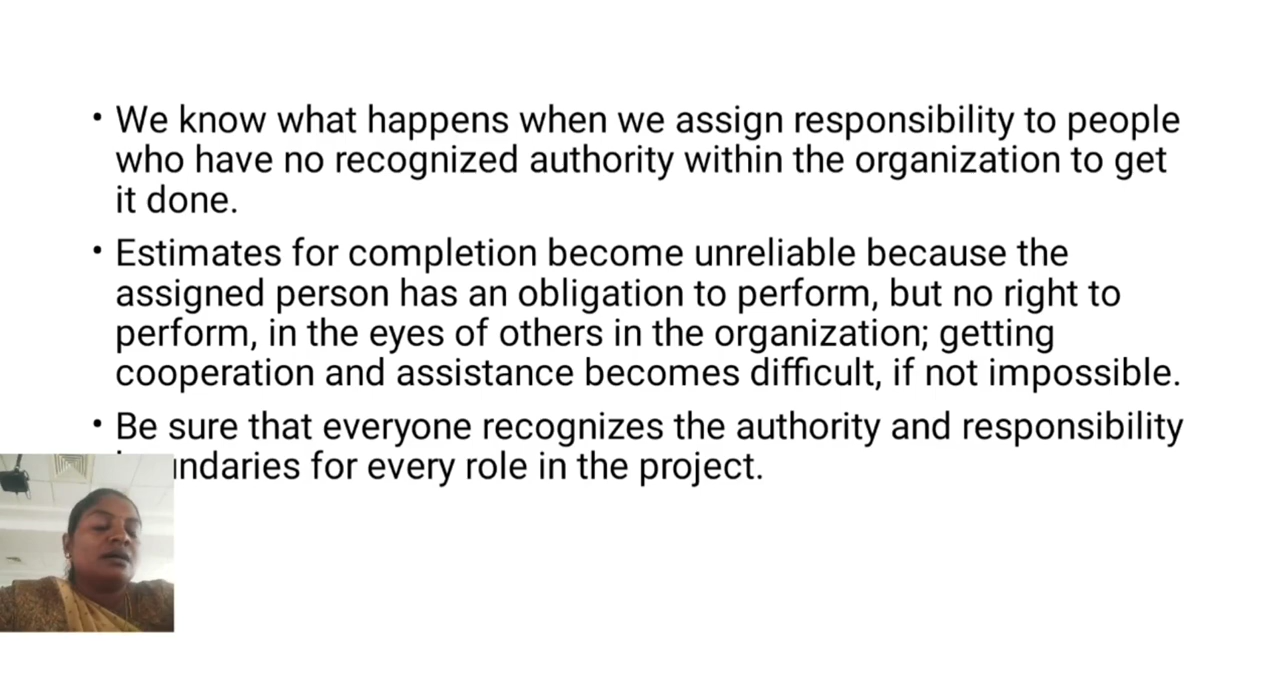 • We know what happens when we assign responsibility to people
who have no recognized authority within the organization to get
it done.
• Estimates for completion become unreliable because the
assigned person has an obligation to perform, but no right to
perform, in the eyes of others in the organization; getting
cooperation and assistance becomes difficult, if not impossible.
• Be sure that everyone recognizes the authority and responsibility
for every role in the project.